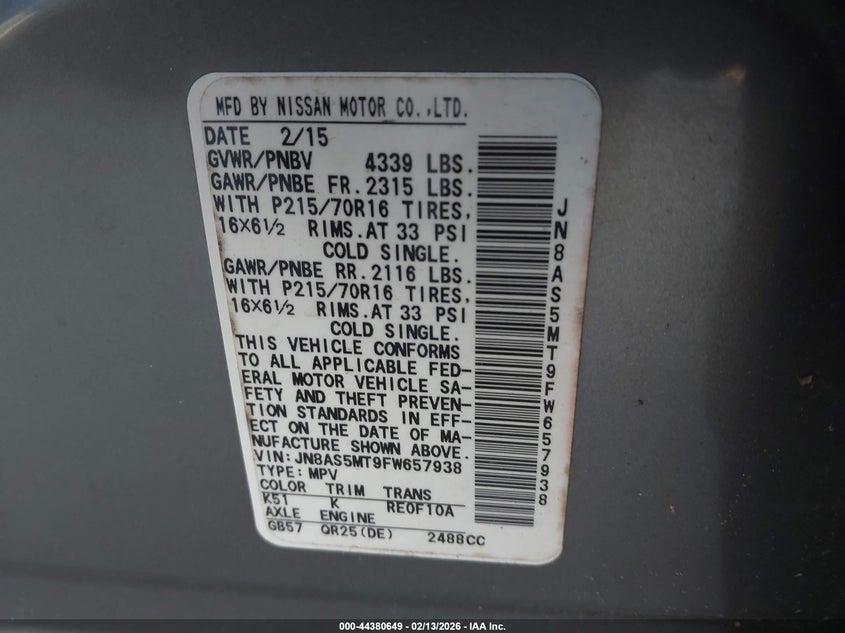 MFD BY NISSAN MOTOR CO.,LTD.
DATE 2/15
GVWR/PNBV 4339 LBS.
GAWR/PNBE FR. 2315 LBS.
WITH P215/70R16 TIRES,
16X6½ RIMS. AT 33 PSI
COLD SINGLE.
GAWR/PNBE RR. 2116 LBS.
WITH P215/70R16 TIRES,
16X6½ RIMS. AT 33 PSI
COLD SINGLE.
THIS VEHICLE CONFORMS
TO ALL APPLICABLE FED-
ERAL MOTOR VEHICLE SA-
FETY AND THEFT PREVEN-
TION STANDARDS IN EFF-
ECT ON THE DATE OF MA-
NUFACTURE SHOWN ABOVE.
VIN: JN8AS5MT9FW657938
TYPE: MPV
COLOR TRIM TRANS
K51 K RE0F10A
AXLE ENGINE
GB57 QR25(DE) 2488CC
JN8AS5MT9FW657938
000-44380649 - 02/13/2026 - IAA Inc.